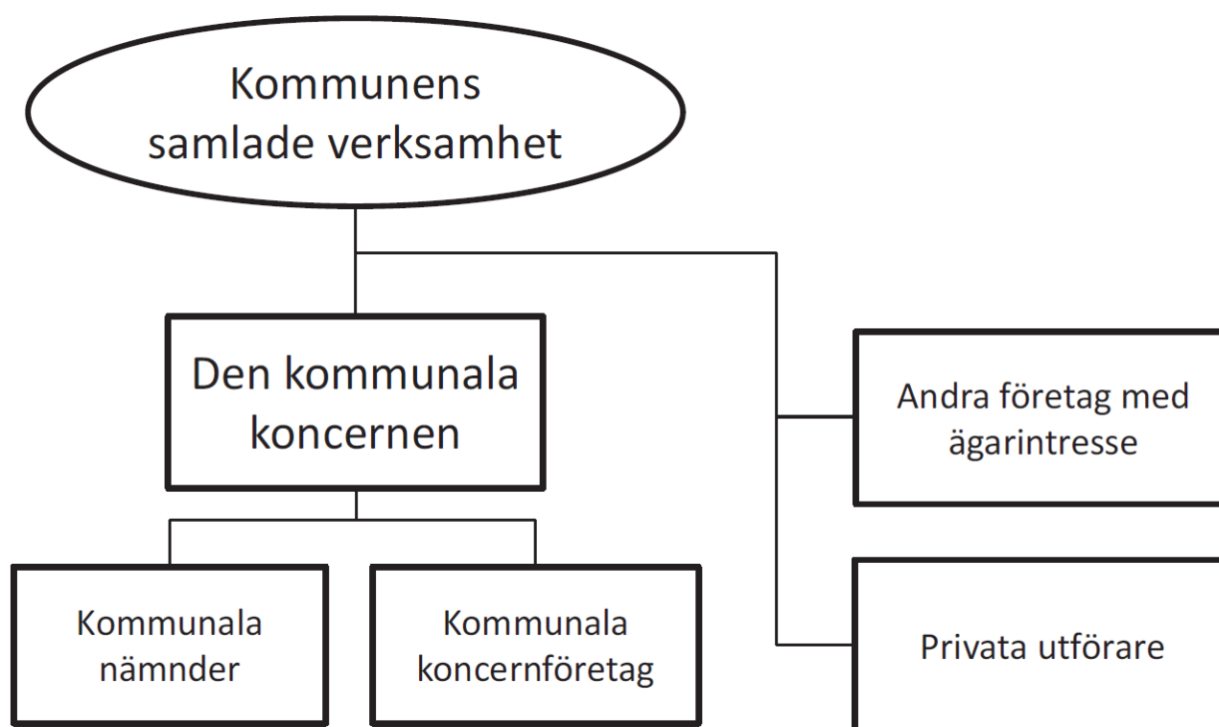 Kommunens
samlade verksamhet
Den kommunala
koncernen
Andra företag med
ägarintresse
Kommunala
nämnder
Kommunala
koncernföretag
Privata utförare